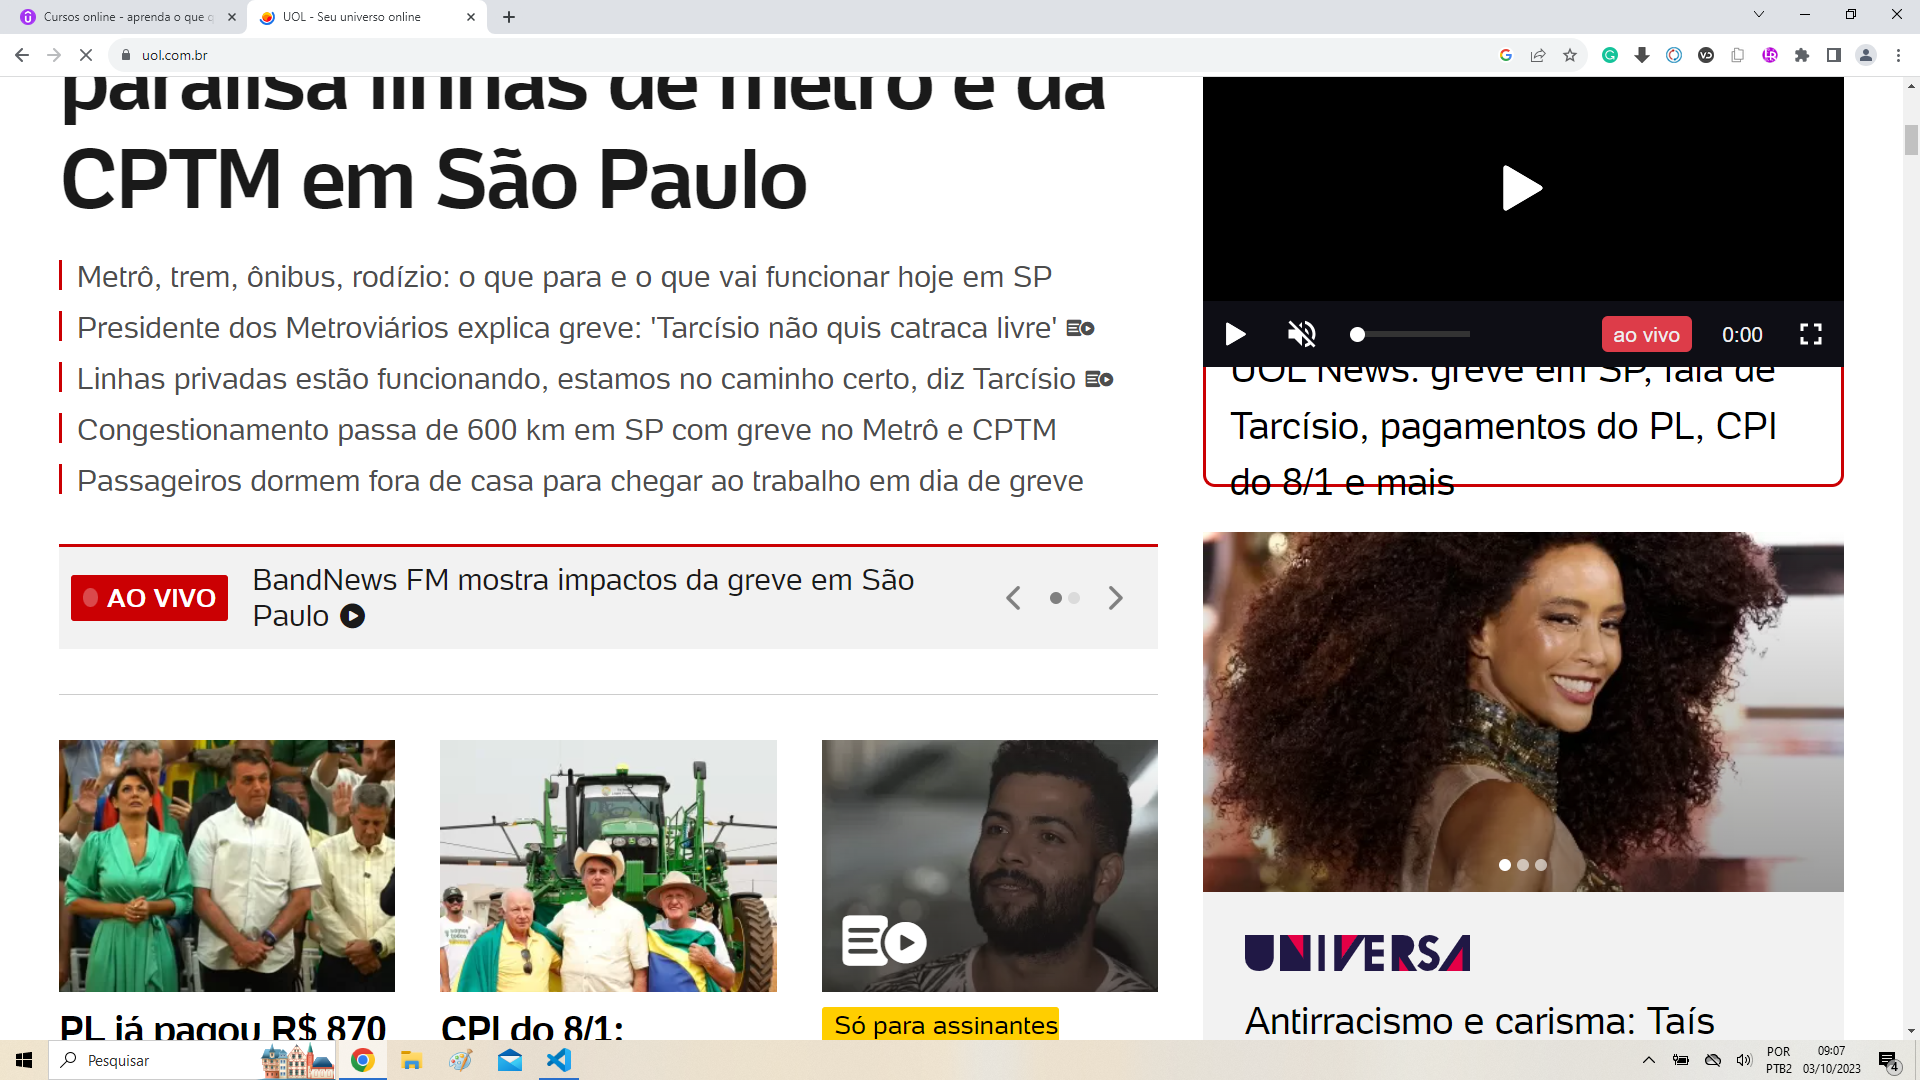 Cursos online - aprenda o que q
UOL - Seu universo online
uol.com.br
paralisa linhas de metrô e da
CPTM em São Paulo
Metrô, trem, ônibus, rodízio: o que para e o que vai funcionar hoje em SP
Presidente dos Metroviários explica greve: 'Tarcísio não quis catraca livre'
Linhas privadas estão funcionando, estamos no caminho certo, diz Tarcísio
Congestionamento passa de 600 km em SP com greve no Metrô e CPTM
Passageiros dormem fora de casa para chegar ao trabalho em dia de greve
AO VIVO
BandNews FM mostra impactos da greve em São
Paulo
PL já pagou R$ 870
CPI do 8/1:
Só para assinantes
ao vivo
0:00
UOL News: greve em SP, fala de
Tarcísio, pagamentos do PL, CPI
do 8/1 e mais
UNIVERSA
Antirracismo e carisma: Taís
Pesquisar
POR
PTB2
09:07
03/10/2023
4